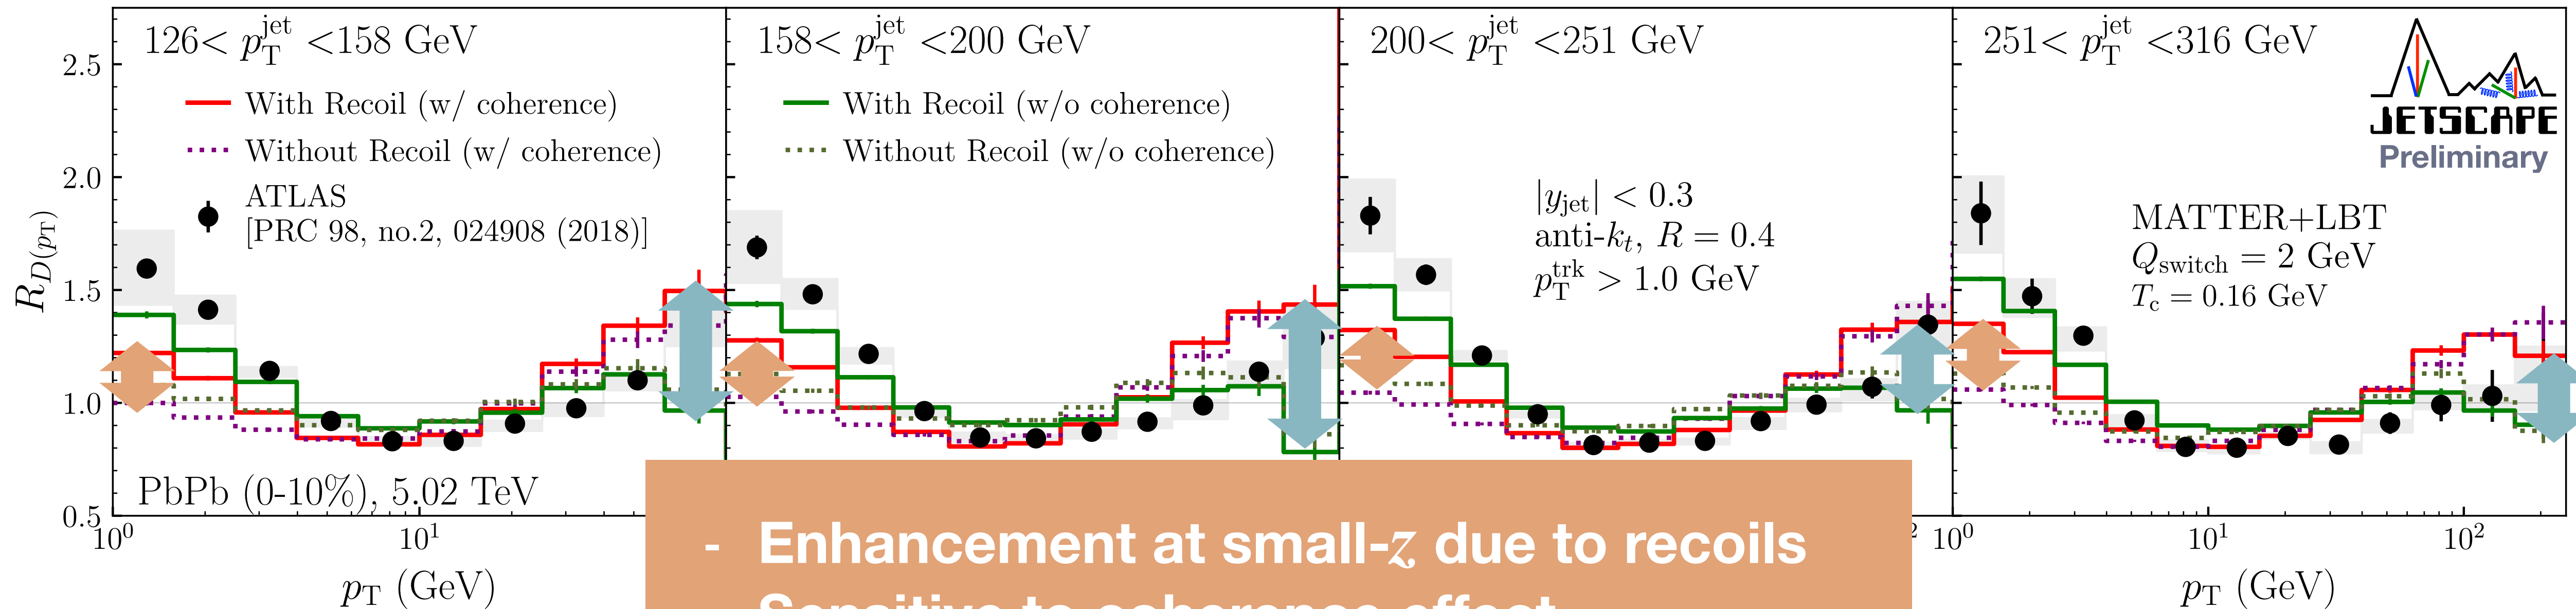 126< p_T^jet <158 GeV
With Recoil (w/ coherence)
Without Recoil (w/ coherence)
ATLAS
[PRC 98, no.2, 024908 (2018)]
PbPb (0-10%), 5.02 TeV
158< p_T^jet <200 GeV
With Recoil (w/o coherence)
Without Recoil (w/o coherence)
200< p_T^jet <251 GeV
|y_jet| < 0.3
anti-k_t, R = 0.4
p_T^trk > 1.0 GeV
251< p_T^jet <316 GeV
JETSCAPE
Preliminary
MATTER+LBT
Q_switch = 2 GeV
T_c = 0.16 GeV
R_D(p_T)
2.5
2.0
1.5
1.0
0.5
10^0 10^1
p_T (GeV)
2
10^0 10^1 10^2
p_T (GeV)
- Enhancement at small-z due to recoils
Sensitive to coherence effect